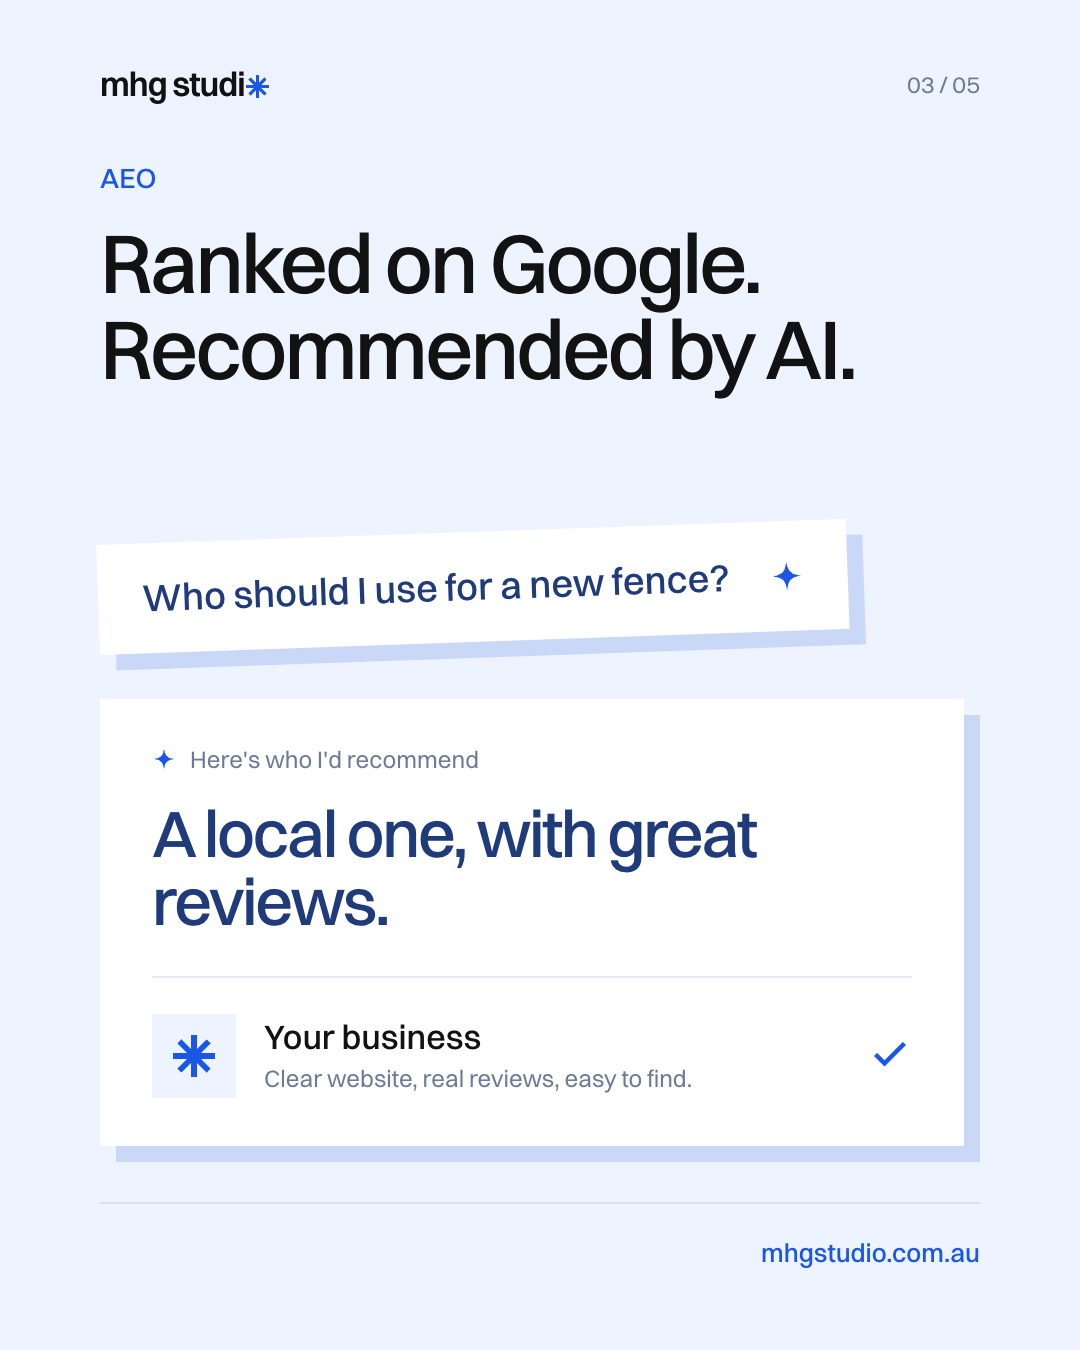 mhg studi✱
03 / 05
AEO
Ranked on Google.
Recommended by AI.
Who should I use for a new fence?
Here's who I'd recommend
A local one, with great
reviews.
Your business
Clear website, real reviews, easy to find.
mhgstudio.com.au